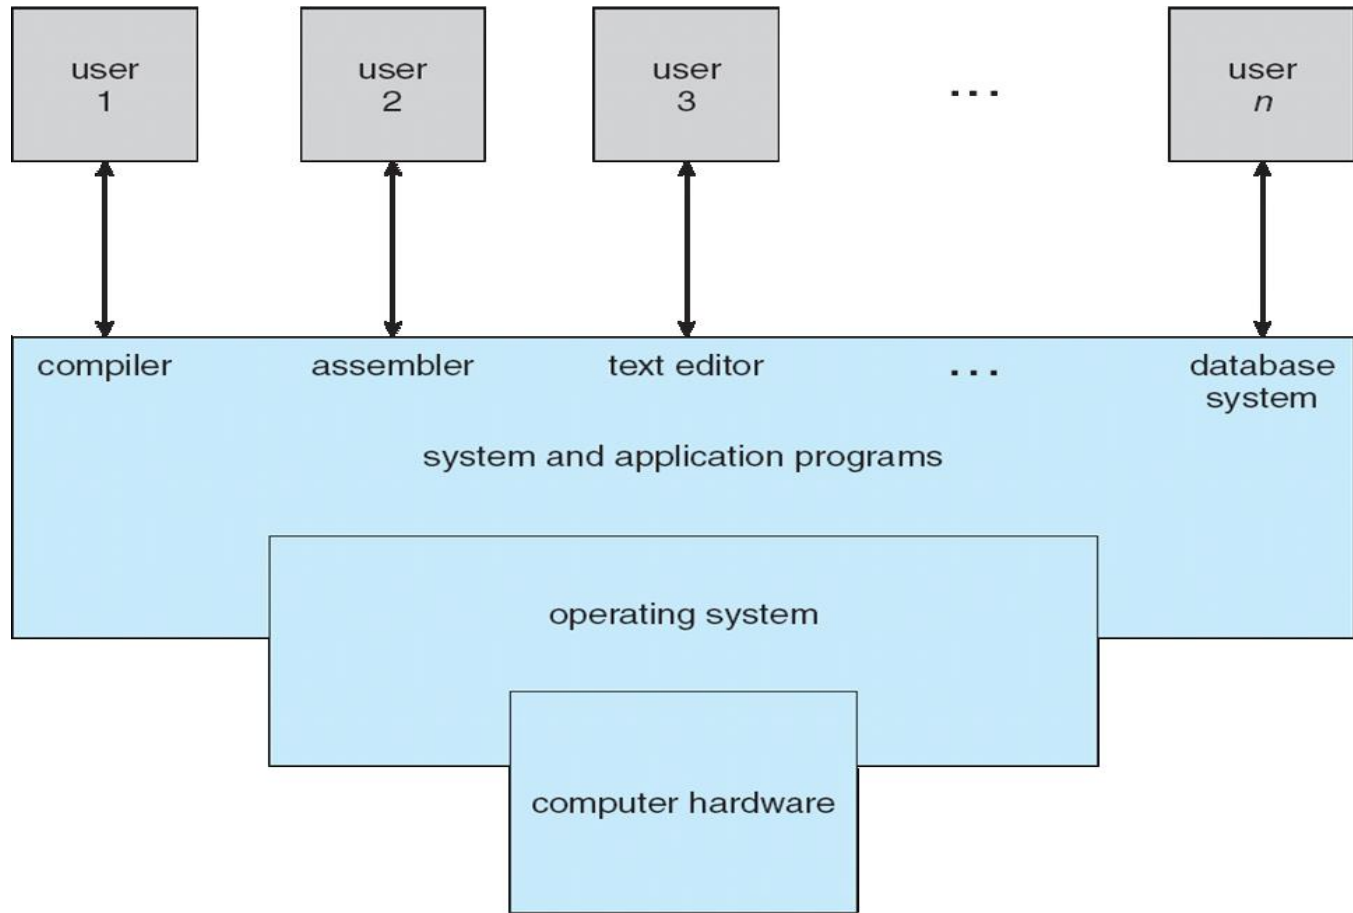 user
1
user
2
user
3
...
user
n
compiler
assembler
text editor
...
database
system
system and application programs
operating system
computer hardware